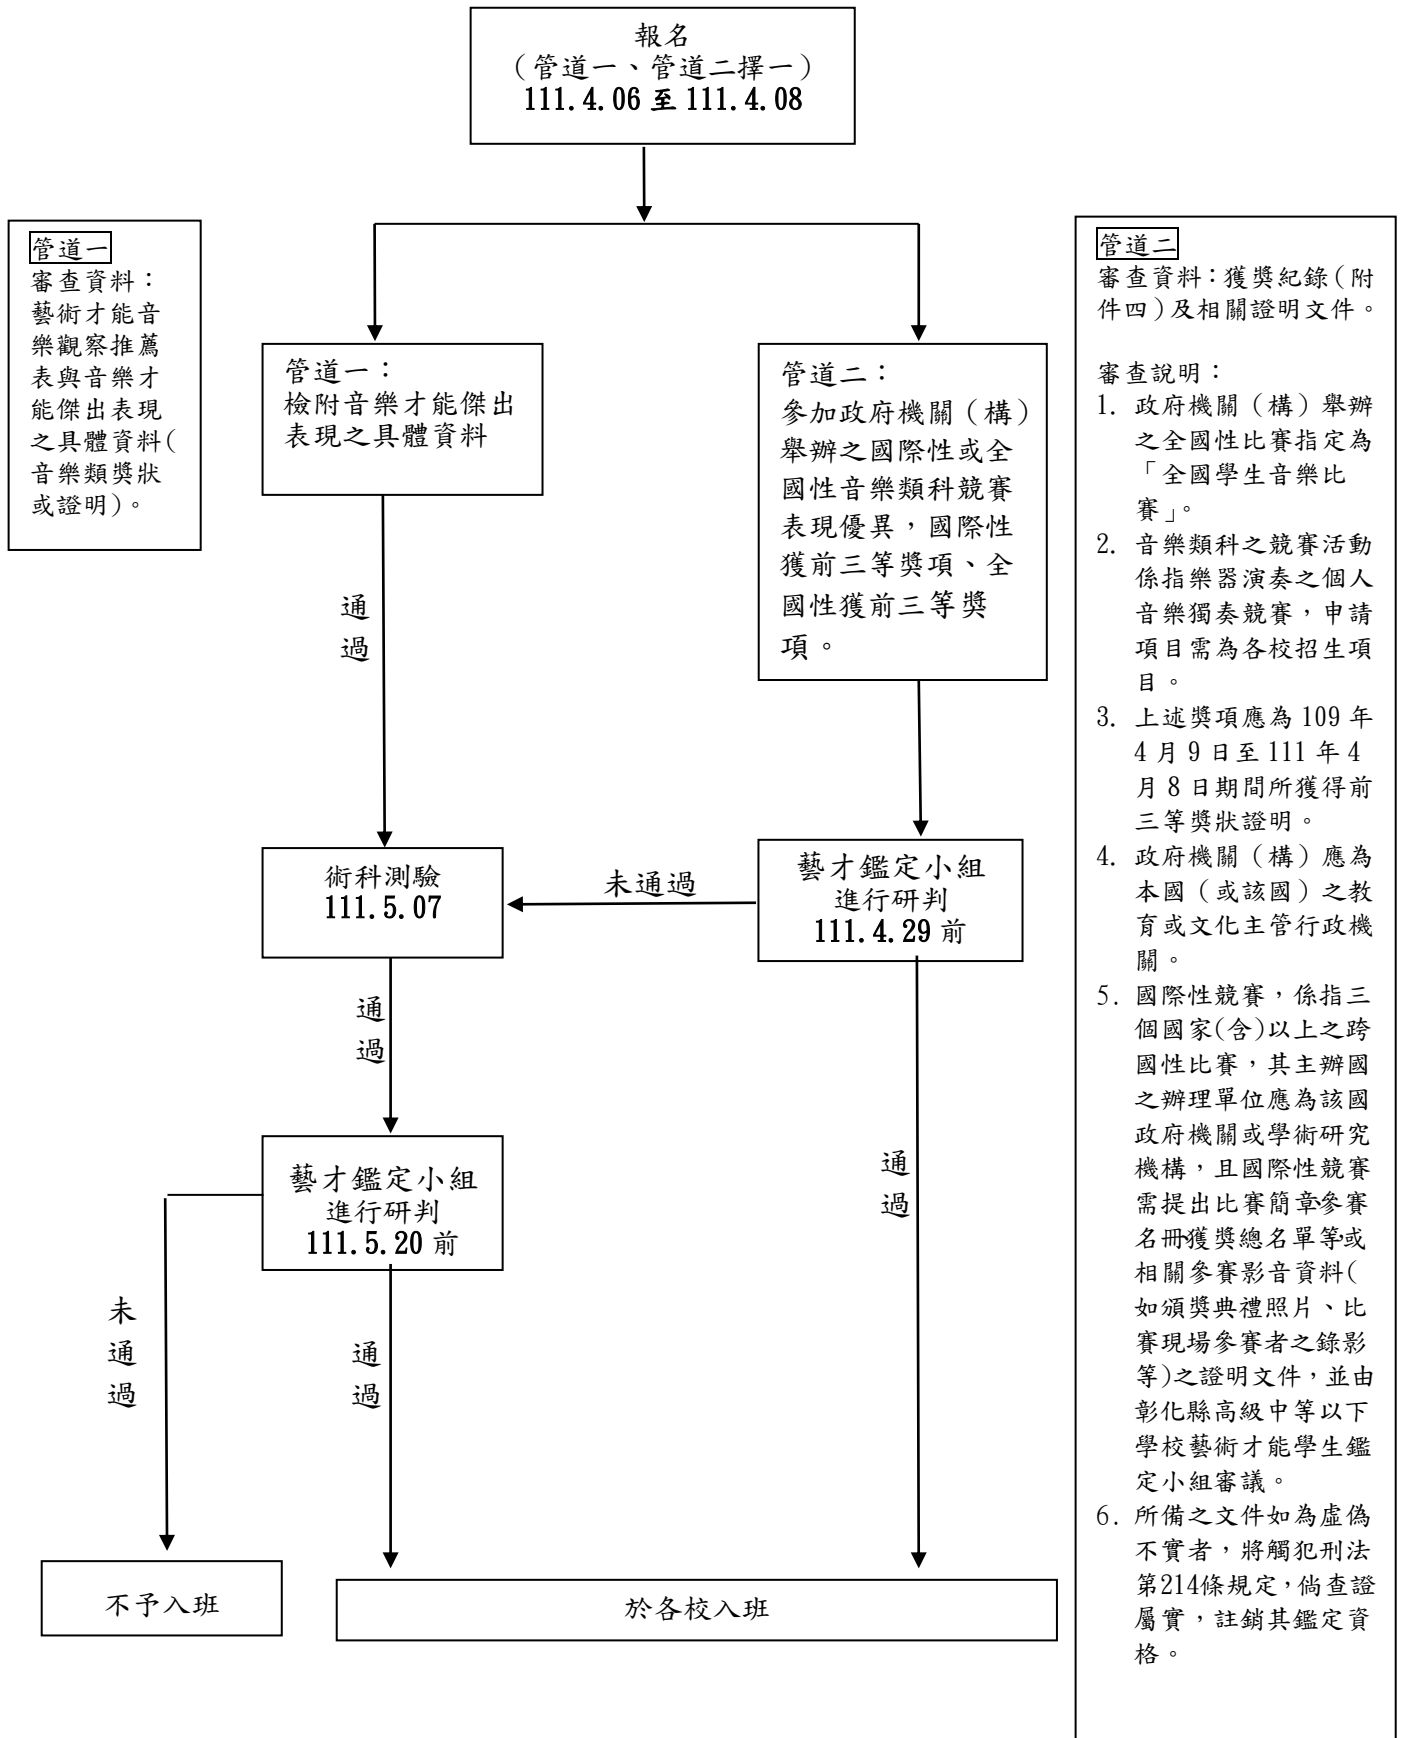 報名
（管道一、管道二擇一）
111.4.06 至 111.4.08
管道一
審查資料：
藝術才能音
樂觀察推薦
表與音樂才
能傑出表現
之具體資料(
音樂類獎狀
或證明)。
管道一：
檢附音樂才能傑出
表現之具體資料
管道二：
參加政府機關（構）
舉辦之國際性或全
國性音樂類科競賽
表現優異，國際性
獲前三等獎項、全
國性獲前三等獎
項。
通
過
術科測驗
111.5.07
未通過
藝才鑑定小組
進行研判
111.4.29 前
通
過
藝才鑑定小組
進行研判
111.5.20 前
通
過
未
通
過
通
過
不予入班
於各校入班
管道二
審查資料：獲獎紀錄（附
件四）及相關證明文件。
審查說明：
1. 政府機關（構）舉辦
之全國性比賽指定為
「全國學生音樂比
賽」。
2. 音樂類科之競賽活動
係指樂器演奏之個人
音樂獨奏競賽，申請
項目需為各校招生項
目。
3. 上述獎項應為 109 年
4 月 9 日至 111 年 4
月 8 日期間所獲得前
三等獎狀證明。
4. 政府機關（構）應為
本國（或該國）之教
育或文化主管行政機
關。
5. 國際性競賽，係指三
個國家(含)以上之跨
國性比賽，其主辦國
之辦理單位應為該國
政府機關或學術研究
機構，且國際性競賽
需提出比賽簡章、參賽
名冊、獲獎總名單等、或
相關參賽影音資料(
如頒獎典禮照片、比
賽現場參賽者之錄影
等)之證明文件，並由
彰化縣高級中等以下
學校藝術才能學生鑑
定小組審議。
6. 所備之文件如為虛偽
不實者，將觸犯刑法
第214條規定，倘查證
屬實，註銷其鑑定資
格。